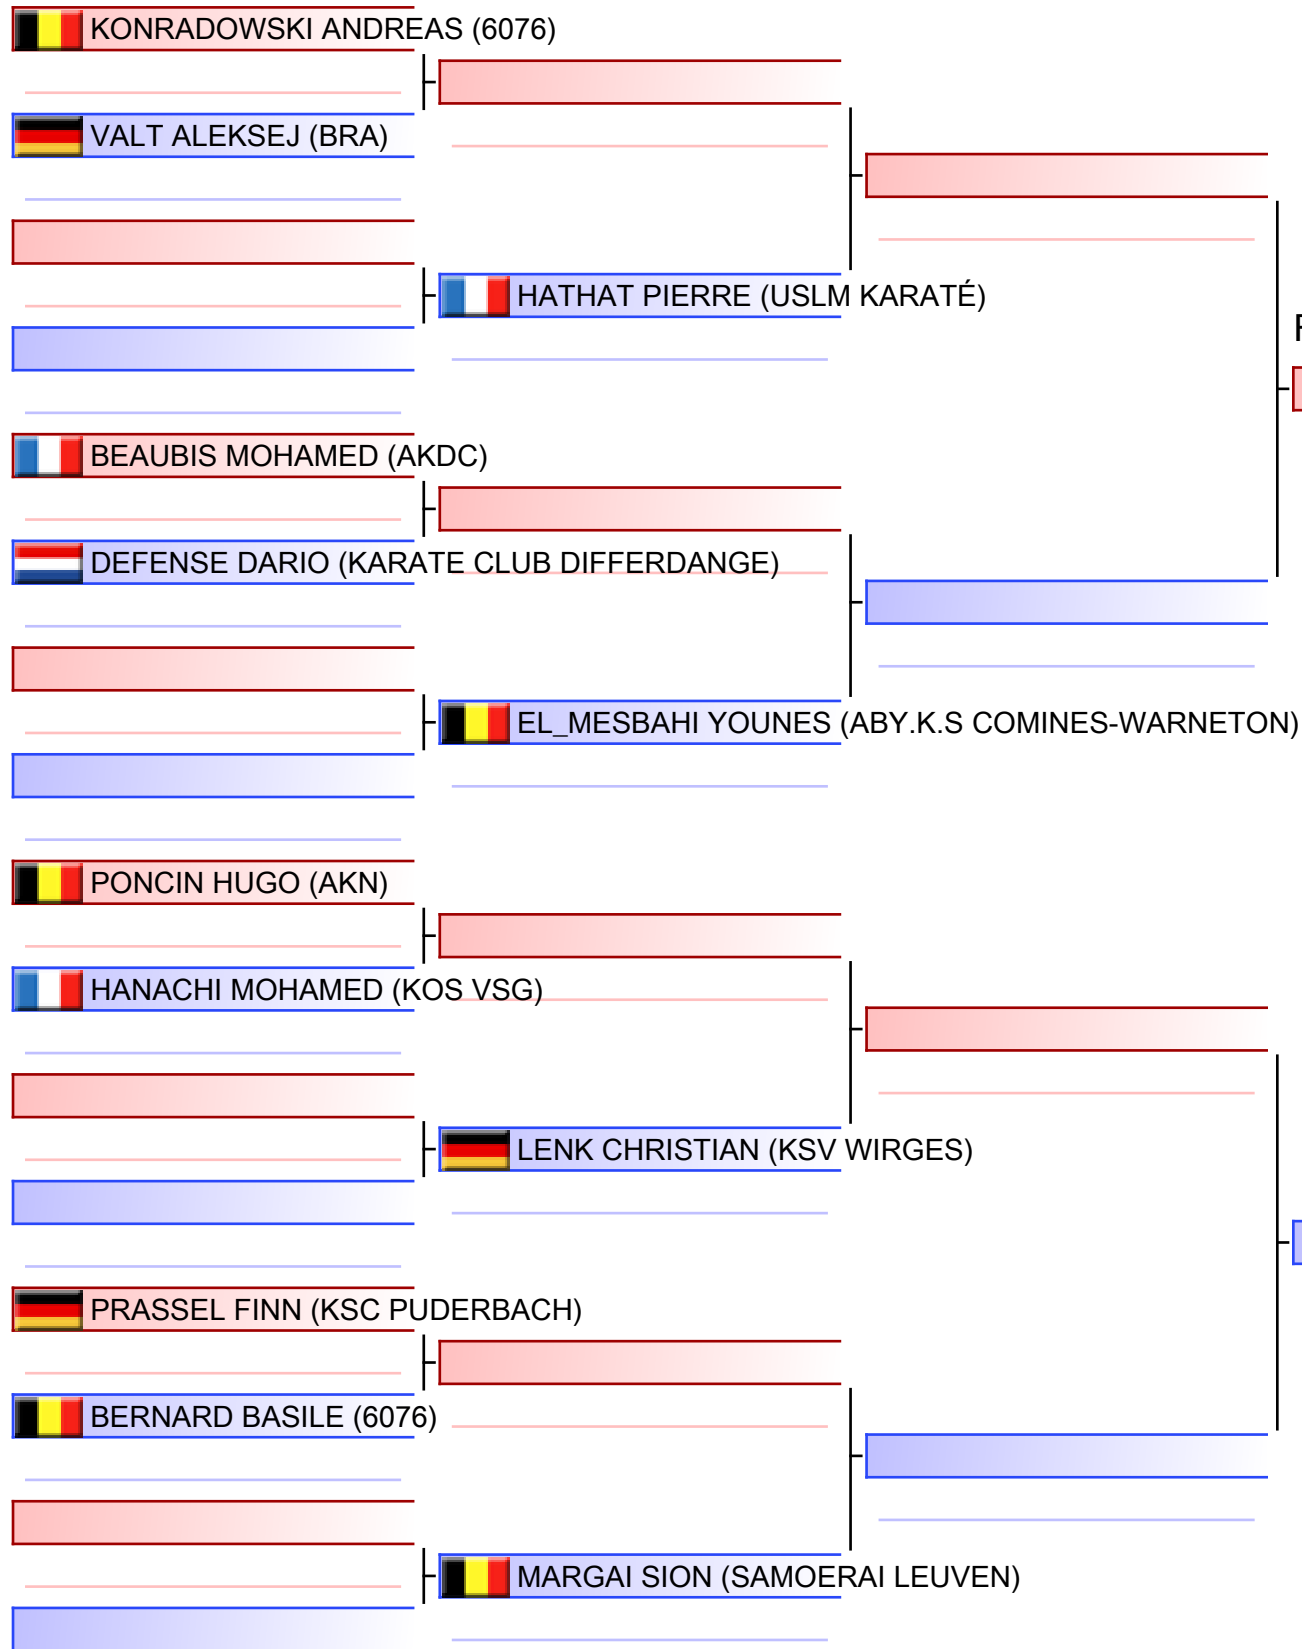 KONRADOWSKI ANDREAS (6076)
VALT ALEKSEJ (BRA)
HATHAT PIERRE (USLM KARATÉ)
BEAUBIS MOHAMED (AKDC)
DEFENSE DARIO (KARATE CLUB DIFFERDANGE)
EL_MESBAHI YOUNES (ABY.K.S COMINES-WARNETON)
PONCIN HUGO (AKN)
HANACHI MOHAMED (KOS VSG)
LENK CHRISTIAN (KSV WIRGES)
PRASSEL FINN (KSC PUDERBACH)
BERNARD BASILE (6076)
MARGAI SION (SAMOERAI LEUVEN)